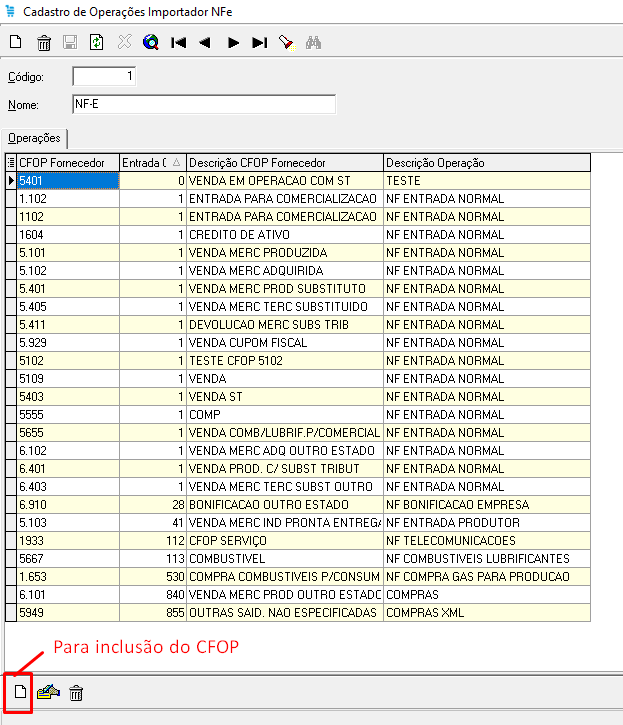 Cadastro de Operações Importador NFe
Código: 1
Nome: NF-E
Operações
CFOP Fornecedor Entrada C Descrição CFOP Fornecedor Descrição Operação
5401 0 VENDA EM OPERACAO COM ST TESTE
1.102 1 ENTRADA PARA COMERCIALIZACAO NF ENTRADA NORMAL
1102 1 ENTRADA PARA COMERCIALIZACAO NF ENTRADA NORMAL
1604 1 CREDITO DE ATIVO NF ENTRADA NORMAL
5.101 1 VENDA MERC PRODUZIDA NF ENTRADA NORMAL
5.102 1 VENDA MERC ADQUIRIDA NF ENTRADA NORMAL
5.401 1 VENDA MERC PROD SUBSTITUTO NF ENTRADA NORMAL
5.405 1 VENDA MERC TERC SUBSTITUIDO NF ENTRADA NORMAL
5.411 1 DEVOLUCAO MERC SUBS TRIB NF ENTRADA NORMAL
5.929 1 VENDA CUPOM FISCAL NF ENTRADA NORMAL
5102 1 TESTE CFOP 5102 NF ENTRADA NORMAL
5109 1 VENDA NF ENTRADA NORMAL
5403 1 VENDA ST NF ENTRADA NORMAL
5555 1 COMP NF ENTRADA NORMAL
5655 1 VENDA COMB/LUBRIF.P/COMERCIAL NF ENTRADA NORMAL
6.102 1 VENDA MERC ADQ OUTRO ESTADO NF ENTRADA NORMAL
6.401 1 VENDA PROD. C/ SUBST TRIBUT NF ENTRADA NORMAL
6.403 1 VENDA MERC TERC SUBST OUTRO NF ENTRADA NORMAL
6.910 28 BONIFICACAO OUTRO ESTADO NF BONIFICACAO EMPRESA
5.103 41 VENDA MERC IND PRONTA ENTREGA NF ENTRADA PRODUTOR
1933 112 CFOP SERVIÇO NF TELECOMUNICACOES
5667 113 COMBUSTIVEL NF COMBUSTIVEIS LUBRIFICANTES
1.653 530 COMPRA COMBUSTIVEIS P/CONSUM NF COMPRA GAS PARA PRODUCAO
6.101 840 VENDA MERC PROD OUTRO ESTADO COMPRAS
5949 855 OUTRAS SAID. NAO ESPECIFICADAS COMPRAS XML
Para inclusão do CFOP